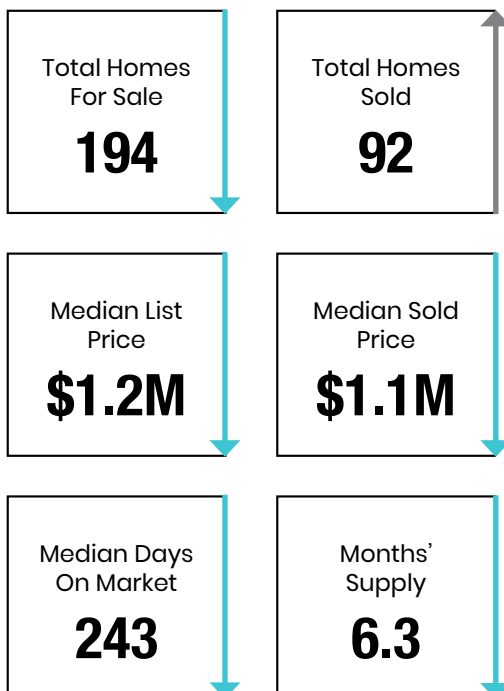 Total Homes
For Sale
194
Total Homes
Sold
92
Median List
Price
$1.2M
Median Sold
Price
$1.1M
Median Days
On Market
243
Months’
Supply
6.3